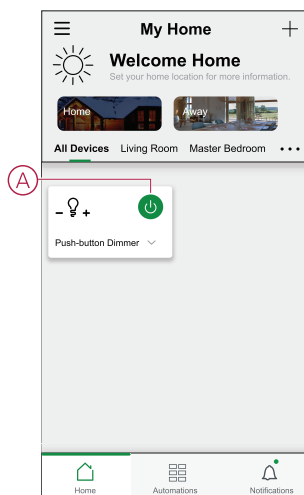 My Home
Welcome Home
Set your home location for more information.
Home Away
All Devices Living Room Master Bedroom
A
Push-button Dimmer
Home Automations Notifications